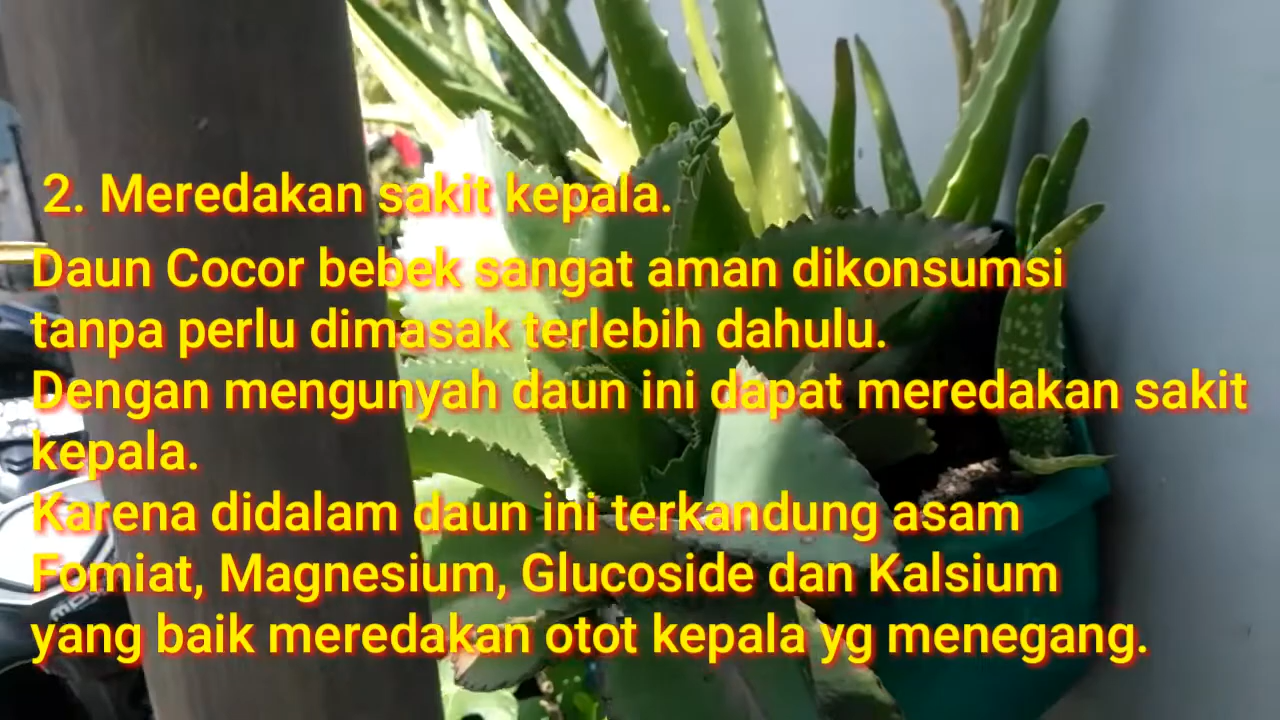 2. Meredakan sakit kepala.
Daun Cocor bebek sangat aman dikonsumsi
tanpa perlu dimasak terlebih dahulu.
Dengan mengunyah daun ini dapat meredakan sakit
kepala.
Karena didalam daun ini terkandung asam
Fomiat, Magnesium, Glucoside dan Kalsium
yang baik meredakan otot kepala yg menegang.